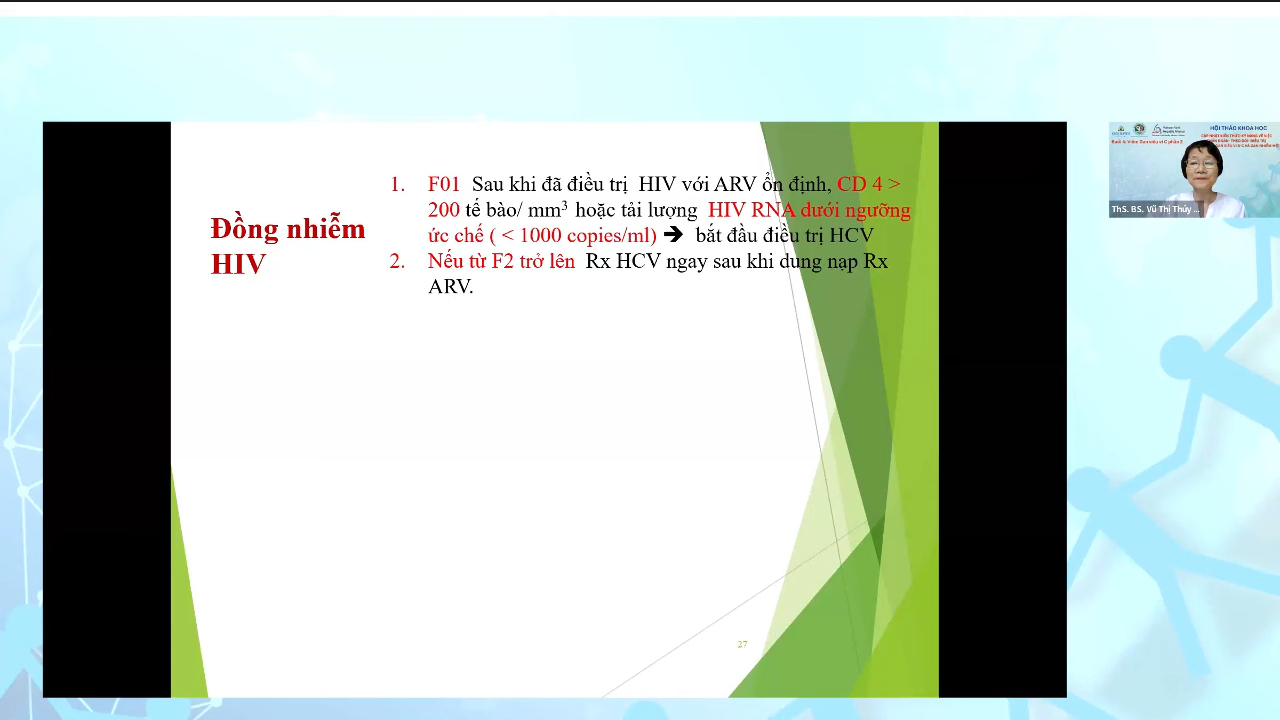 Đồng nhiễm
HIV
1. F01 Sau khi đã điều trị HIV với ARV ổn định, CD 4 >
200 tế bào/ mm³ hoặc tải lượng HIV RNA dưới ngưỡng
ức chế ( < 1000 copies/ml) 🡺 bắt đầu điều trị HCV
2. Nếu từ F2 trở lên Rx HCV ngay sau khi dung nạp Rx
ARV.
27
HỘI THẢO KHOA HỌC
ThS. BS. Vũ Thị Thúy ...